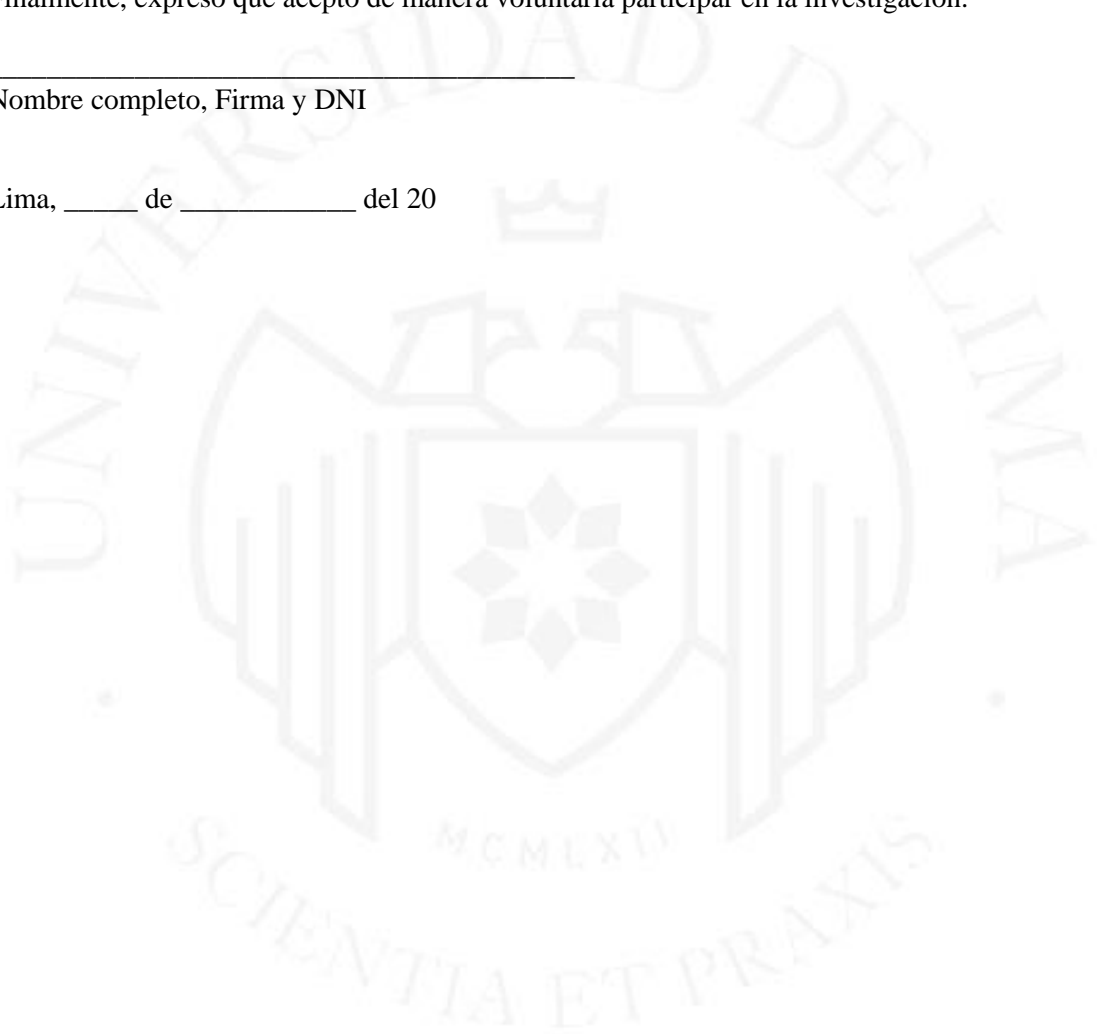 Finalmente, expreso que acepto de manera voluntaria participar en la investigación.
_______________________________________
Nombre completo, Firma y DNI
Lima, _____ de ____________ del 20
UNIVERSIDAD DE LIMA
MCMLXII
SCIENTIA ET PRAXIS